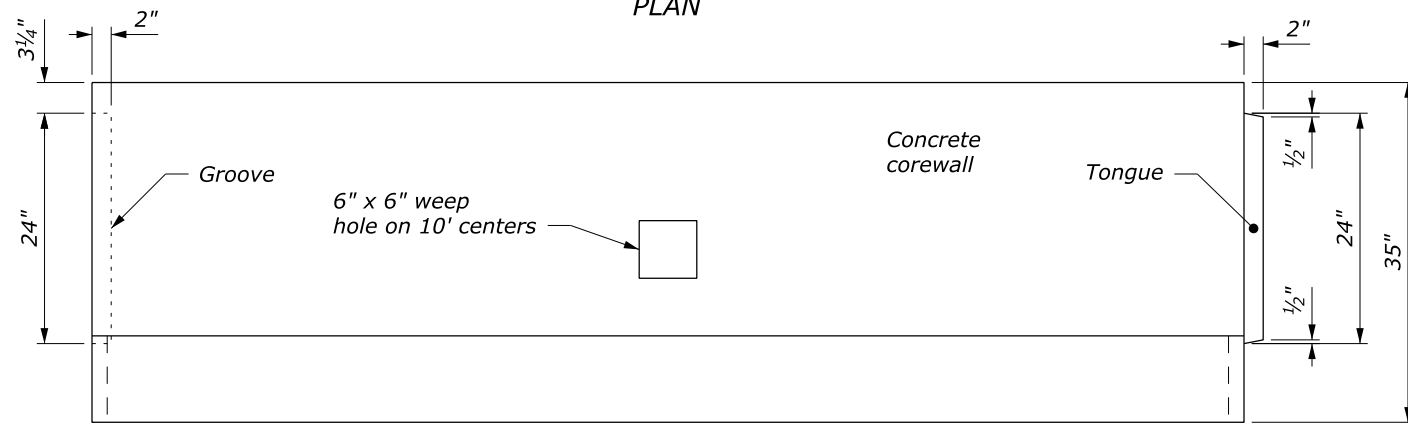 PLAN
3¼"
2"
2"
Concrete
corewall
½"
Groove
Tongue
6" x 6" weep
hole on 10' centers
24"
24"
35"
½"